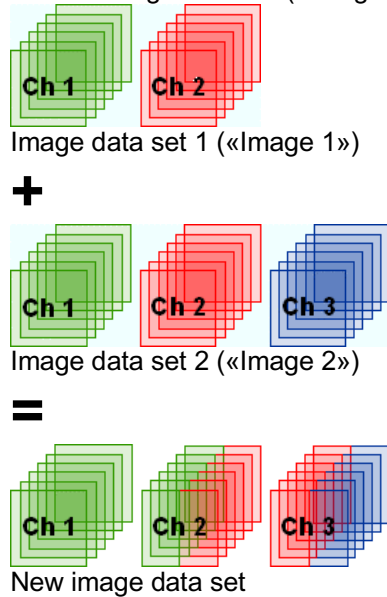 Ch 1 Ch 2
Image data set 1 («Image 1»)
+
Ch 1 Ch 2 Ch 3
Image data set 2 («Image 2»)
=
Ch 1 Ch 2 Ch 3
New image data set